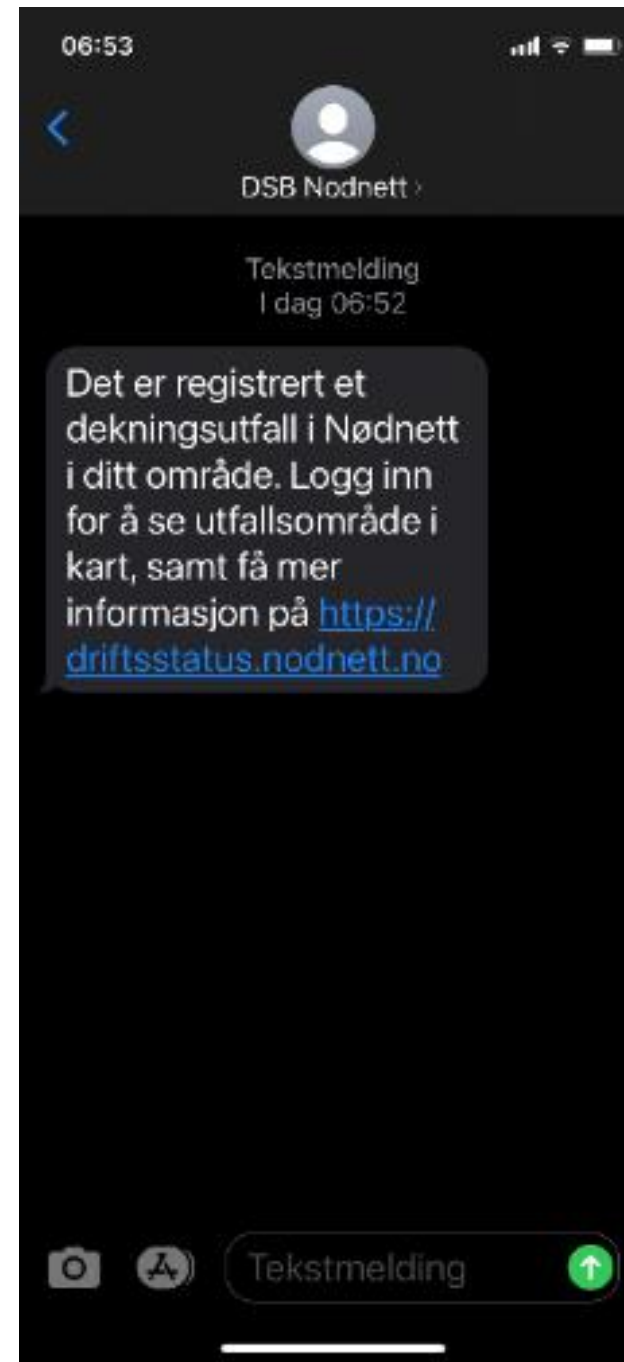 06:53
DSB Nodnett
Tekstmelding
I dag 06:52
Det er registrert et
dekningsutfall i Nødnett
i ditt område. Logg inn
for å se utfallsområde i
kart, samt få mer
informasjon på https://
driftsstatus.nodnett.no
Tekstmelding